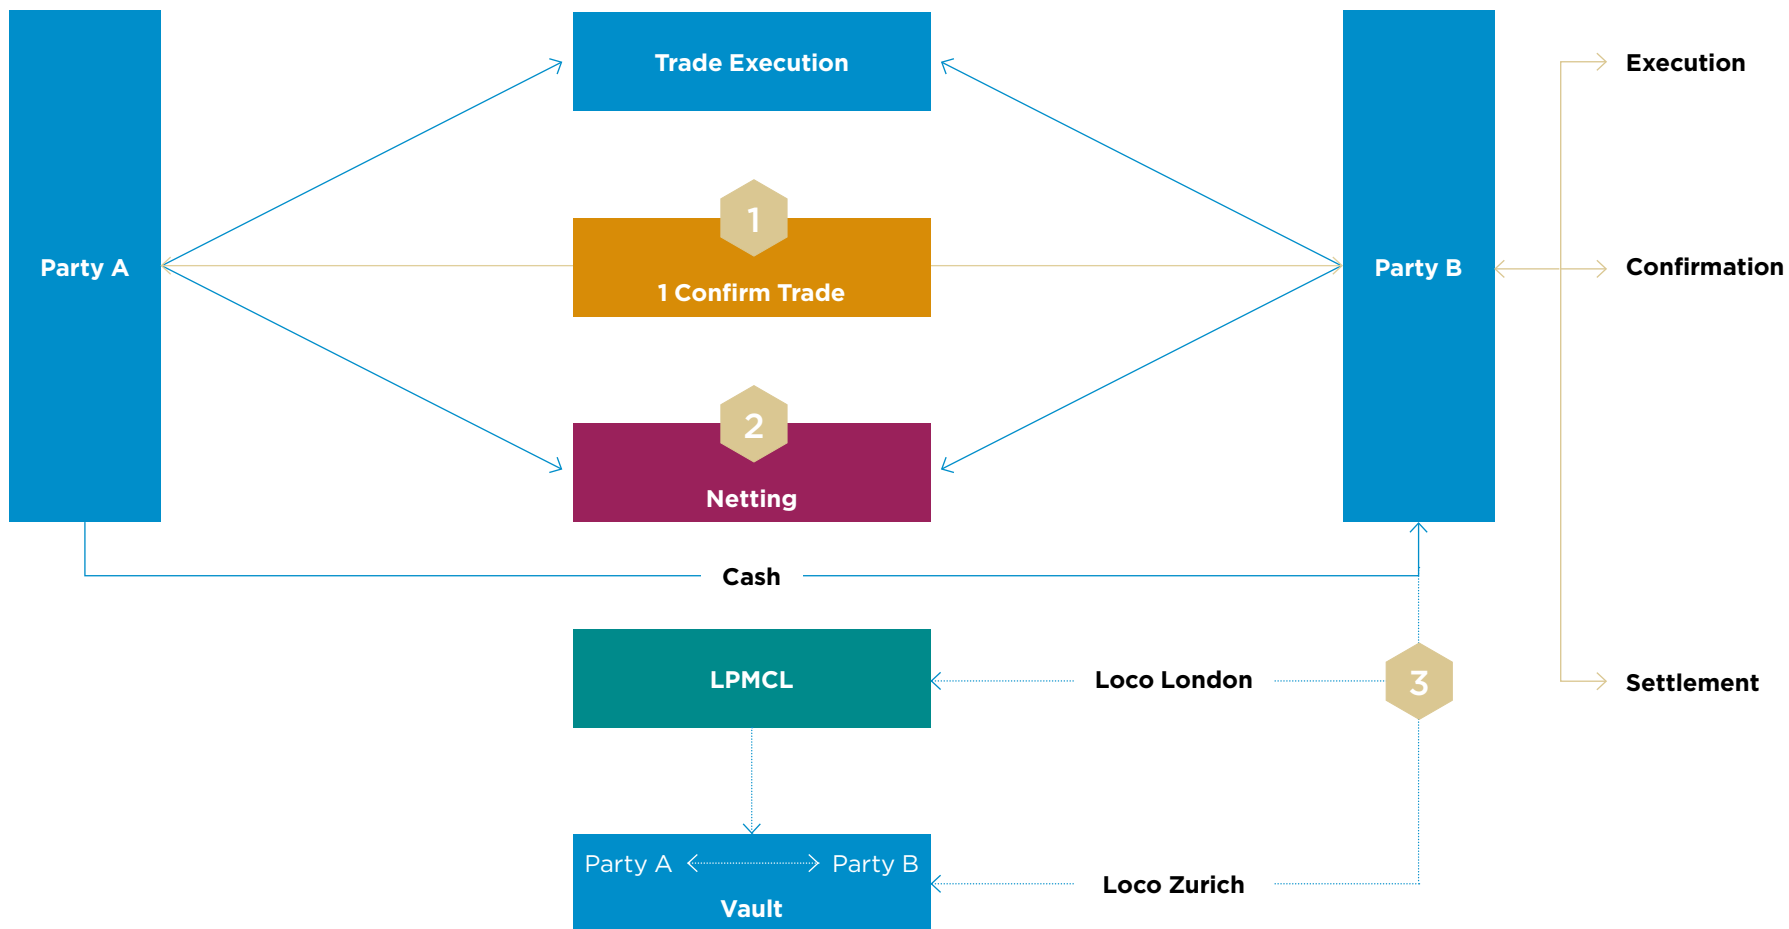 Trade Execution
Execution
1
Party A
1 Confirm Trade
Party B
Confirmation
2
Netting
Cash
LPMCL
Loco London
3
Settlement
Party A
Party B
Vault
Loco Zurich